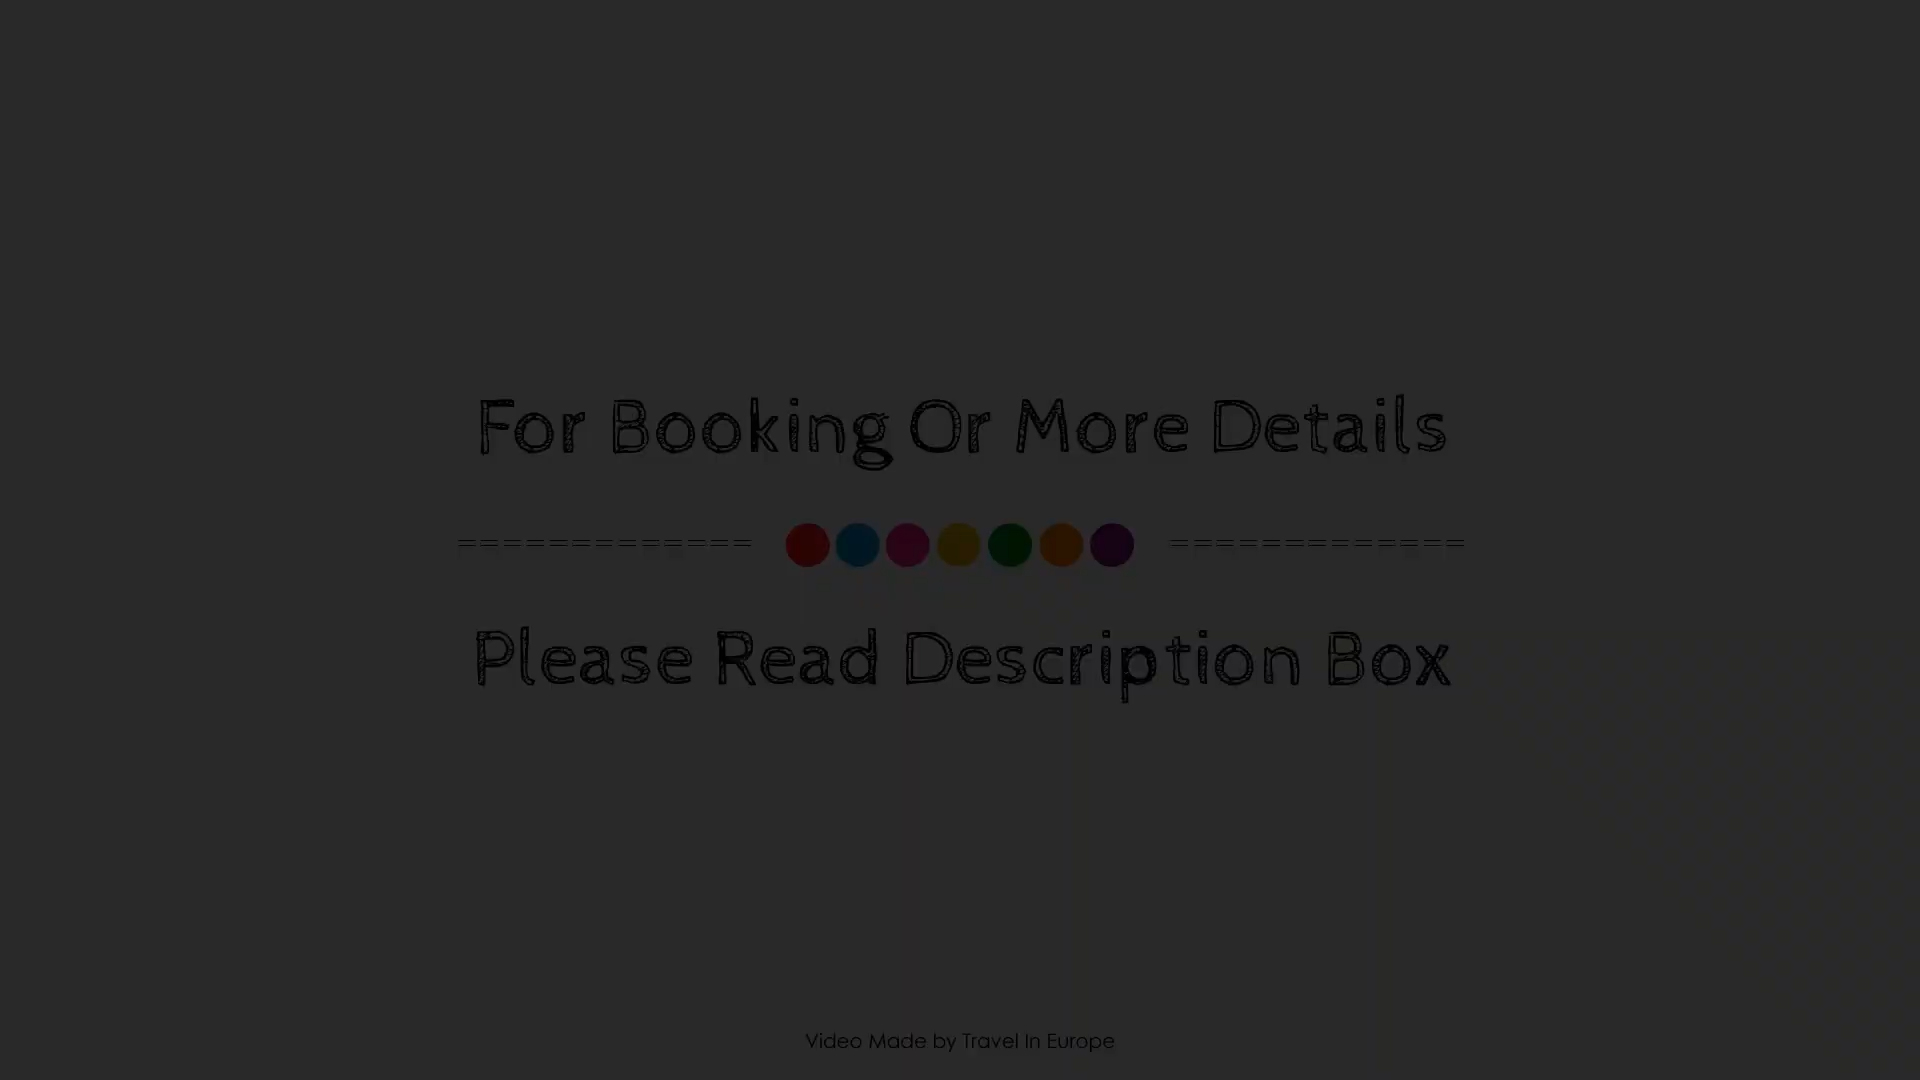 For Booking Or More Details
============= =============
Please Read Description Box
Video Made by Travel In Europe